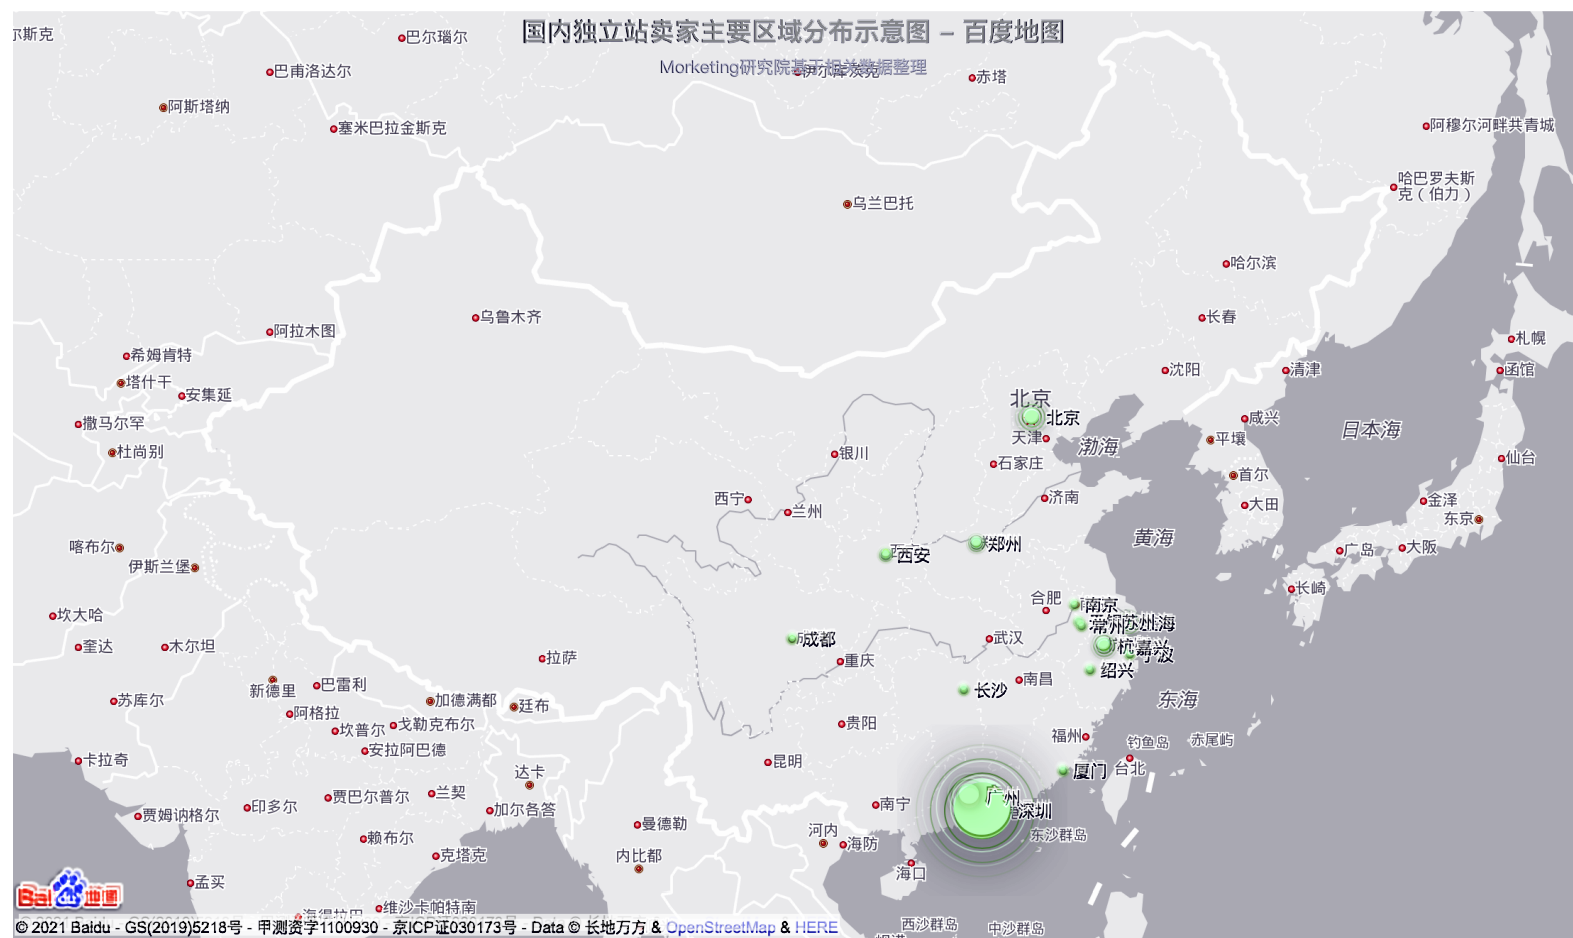 国内独立站卖家主要区域分布示意图 – 百度地图
Morketing研究院基于相关数据整理
尔斯克
巴尔瑙尔
巴甫洛达尔
伊尔库茨克
赤塔
阿斯塔纳
塞米巴拉金斯克
阿穆尔河畔共青城
哈巴罗夫斯
克（伯力）
乌兰巴托
哈尔滨
乌鲁木齐
长春
阿拉木图
札幌
希姆肯特
沈阳
清津
函馆
塔什干
安集延
北京
北京
咸兴
撒马尔罕
日本海
天津
平壤
渤海
杜尚别
银川
石家庄
仙台
首尔
西宁
济南
金泽
兰州
大田
东京
喀布尔
黄海
西安
郑州
广岛
大阪
伊斯兰堡
长崎
合肥
南京
坎大哈
常州
苏州
海
奎达
木尔坦
成都
武汉
杭
嘉兴
宁波
拉萨
重庆
绍兴
新德里
巴雷利
南昌
长沙
苏库尔
加德满都
廷布
东海
阿格拉
坎普尔
戈勒克布尔
贵阳
福州
钓鱼岛
赤尾屿
安拉阿巴德
卡拉奇
昆明
厦门
台北
达卡
贾巴尔普尔
兰契
广州
印多尔
加尔各答
南宁
深圳
贾姆讷格尔
曼德勒
河内
东沙群岛
赖布尔
海防
克塔克
内比都
海口
孟买
Bai
地图
海得拉巴
维沙卡帕特南
西沙群岛
中沙群岛
© 2021 Baidu - GS(2019)5218号 - 甲测资字1100930 - 京ICP证030173号 - Data © 长地万方 & OpenStreetMap & HERE